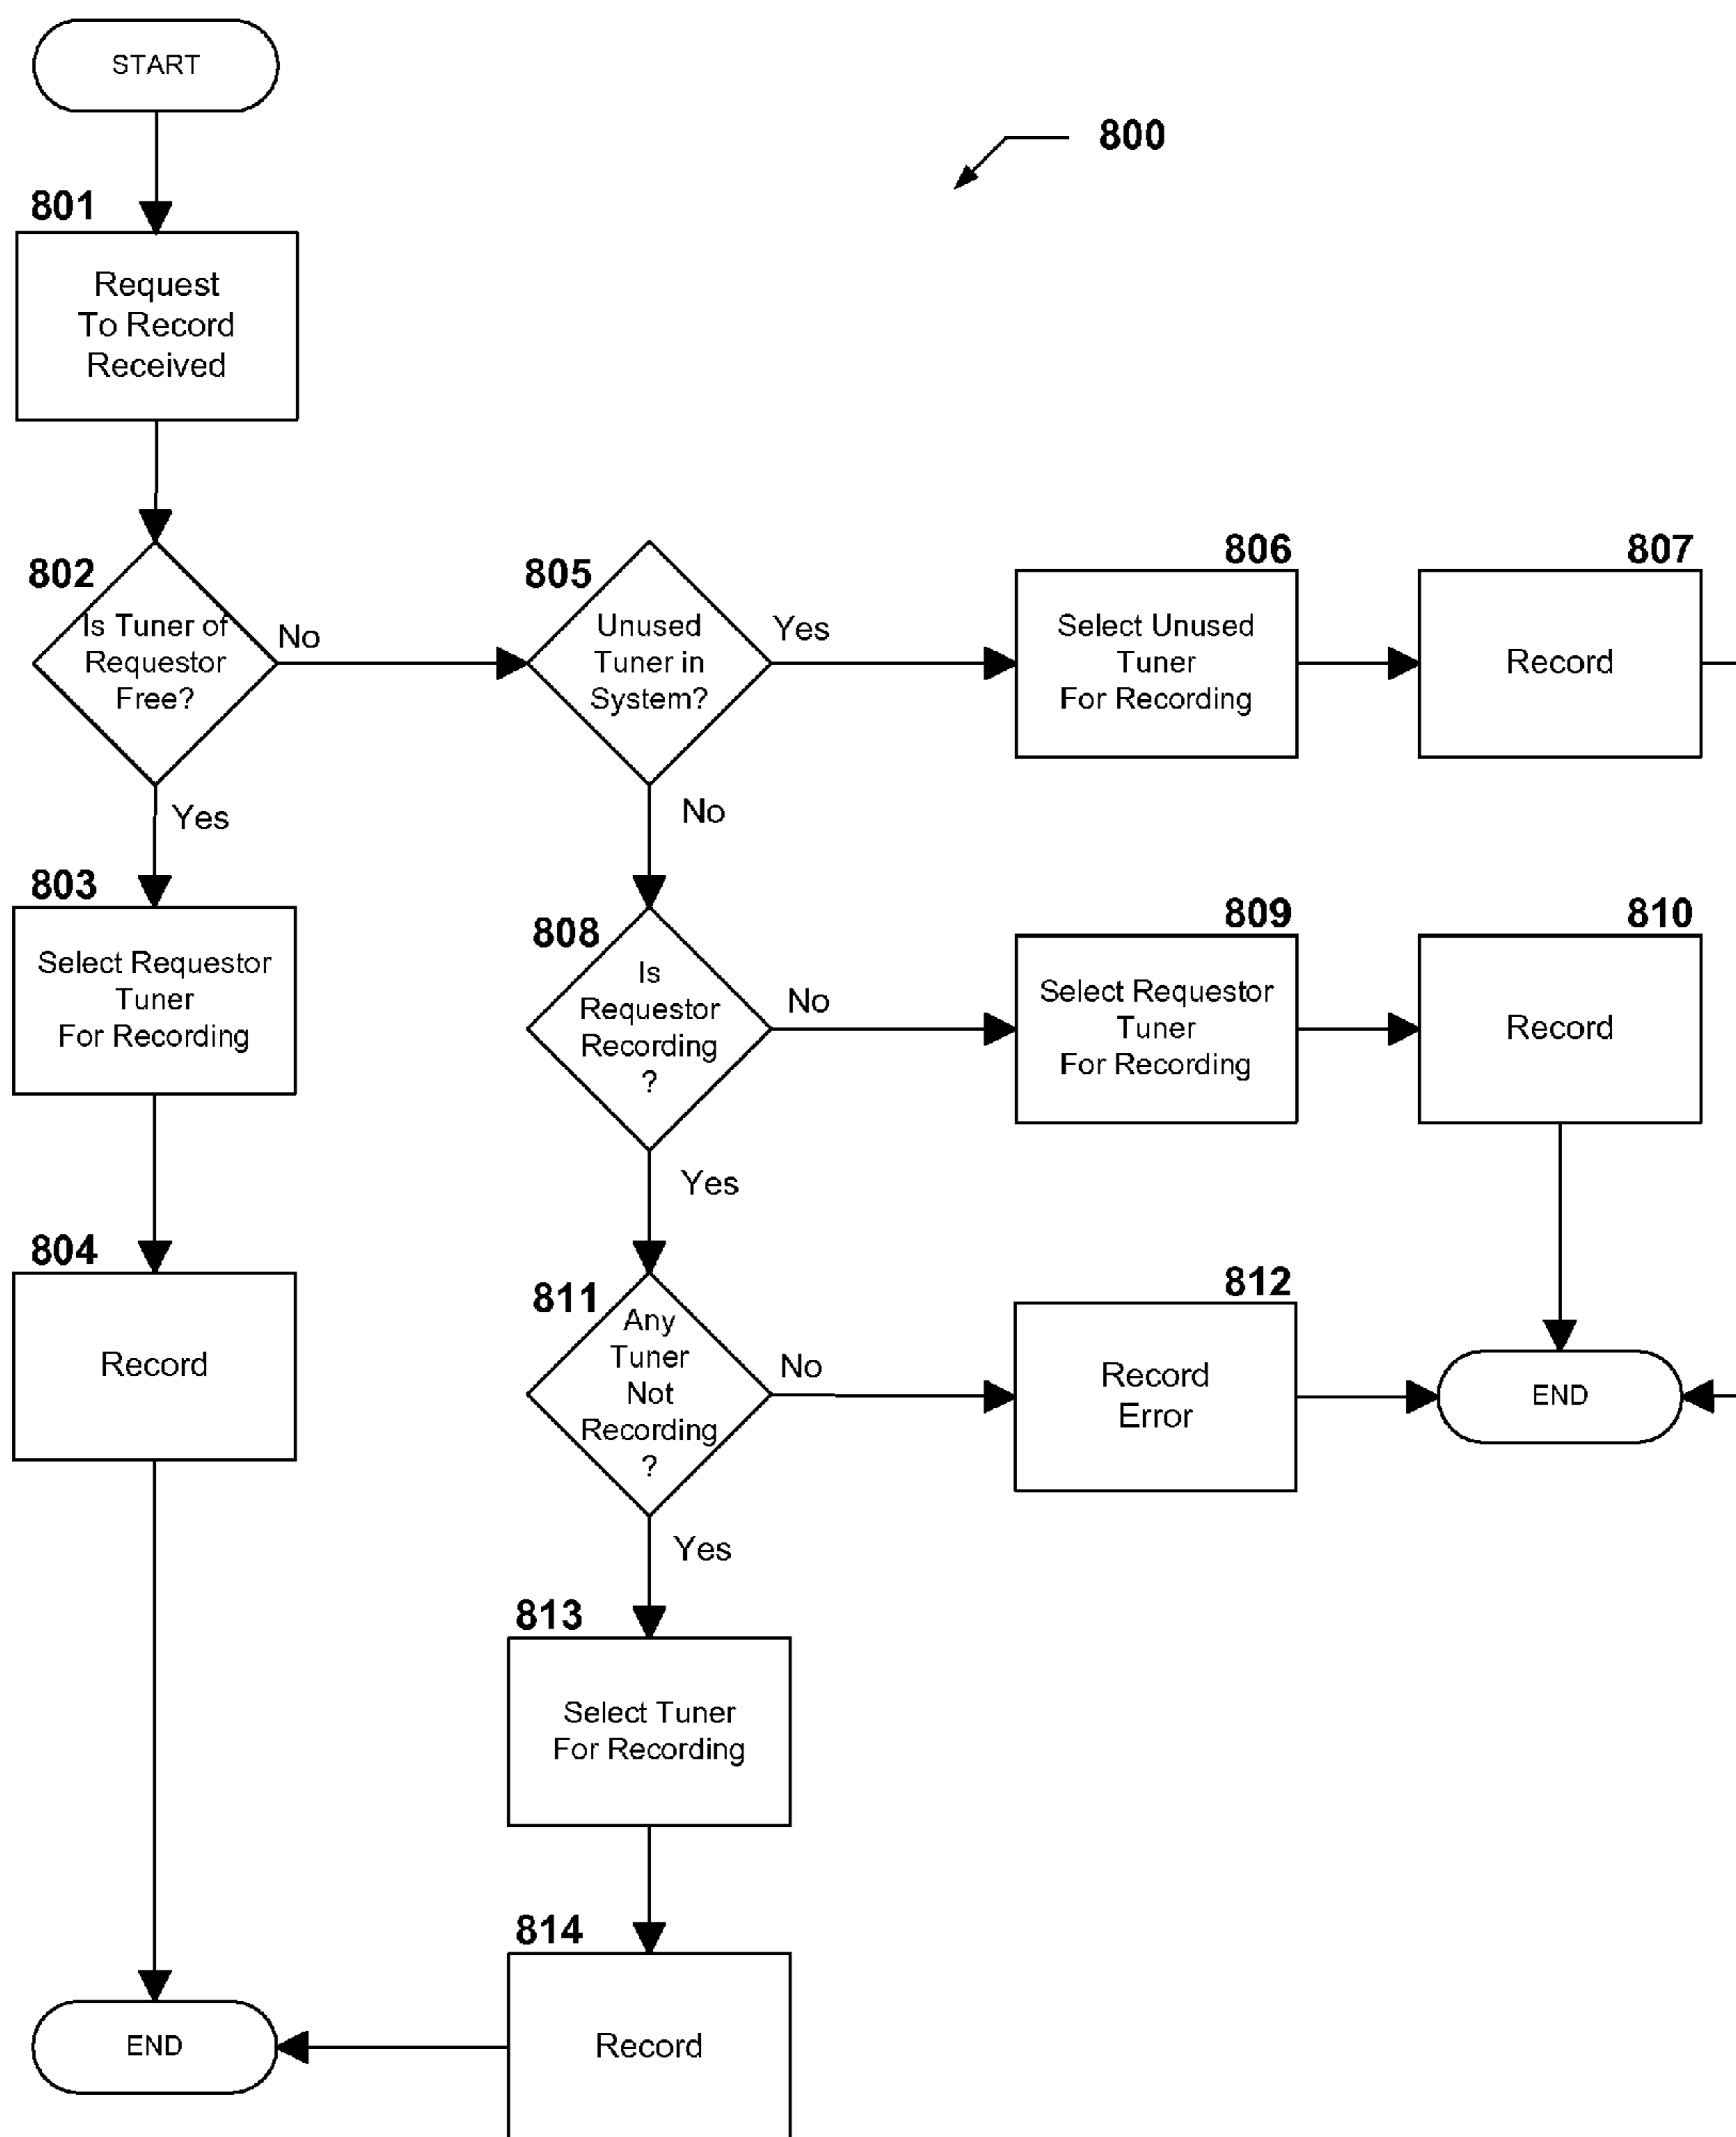 START
800
801
Request
To Record
Received
802
Is Tuner of
Requestor
Free?
No
Yes
805
Unused
Tuner in
System?
Yes
No
806
Select Unused
Tuner
For Recording
807
Record
803
Select Requestor
Tuner
For Recording
808
Is
Requestor
Recording
?
No
Yes
809
Select Requestor
Tuner
For Recording
810
Record
804
Record
811
Any
Tuner
Not
Recording
?
No
Yes
812
Record
Error
END
813
Select Tuner
For Recording
814
Record
END